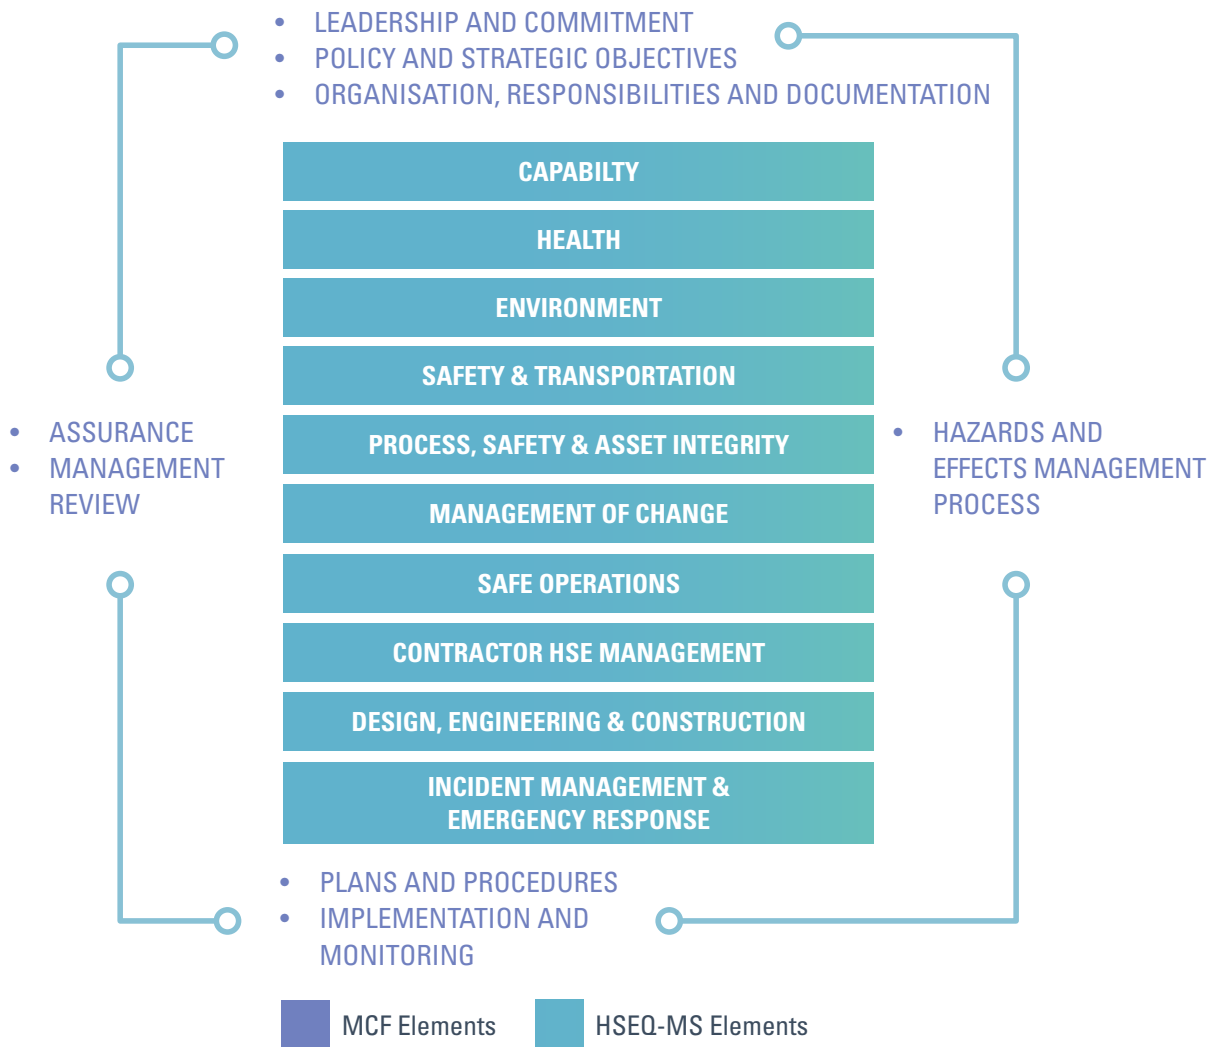 • LEADERSHIP AND COMMITMENT
• POLICY AND STRATEGIC OBJECTIVES
• ORGANISATION, RESPONSIBILITIES AND DOCUMENTATION
CAPABILTY
HEALTH
ENVIRONMENT
SAFETY & TRANSPORTATION
PROCESS, SAFETY & ASSET INTEGRITY
MANAGEMENT OF CHANGE
SAFE OPERATIONS
CONTRACTOR HSE MANAGEMENT
DESIGN, ENGINEERING & CONSTRUCTION
INCIDENT MANAGEMENT &
EMERGENCY RESPONSE
• ASSURANCE
• MANAGEMENT
REVIEW
• HAZARDS AND
EFFECTS MANAGEMENT
PROCESS
• PLANS AND PROCEDURES
• IMPLEMENTATION AND
MONITORING
MCF Elements
HSEQ-MS Elements